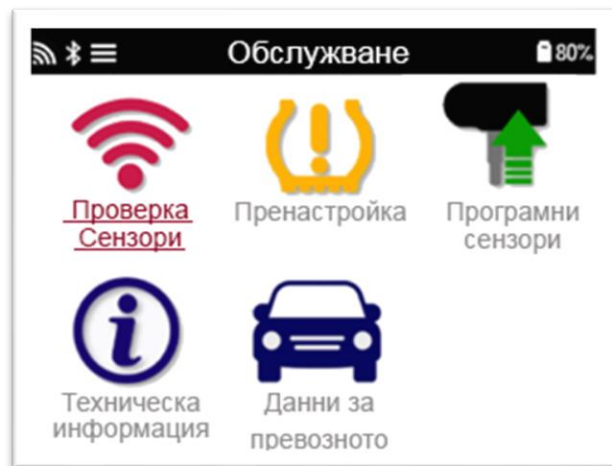 Обслужване
80%
Проверка
Сензори
Пренастройка
Програмни
сензори
Техническа
информация
Данни за
превозното